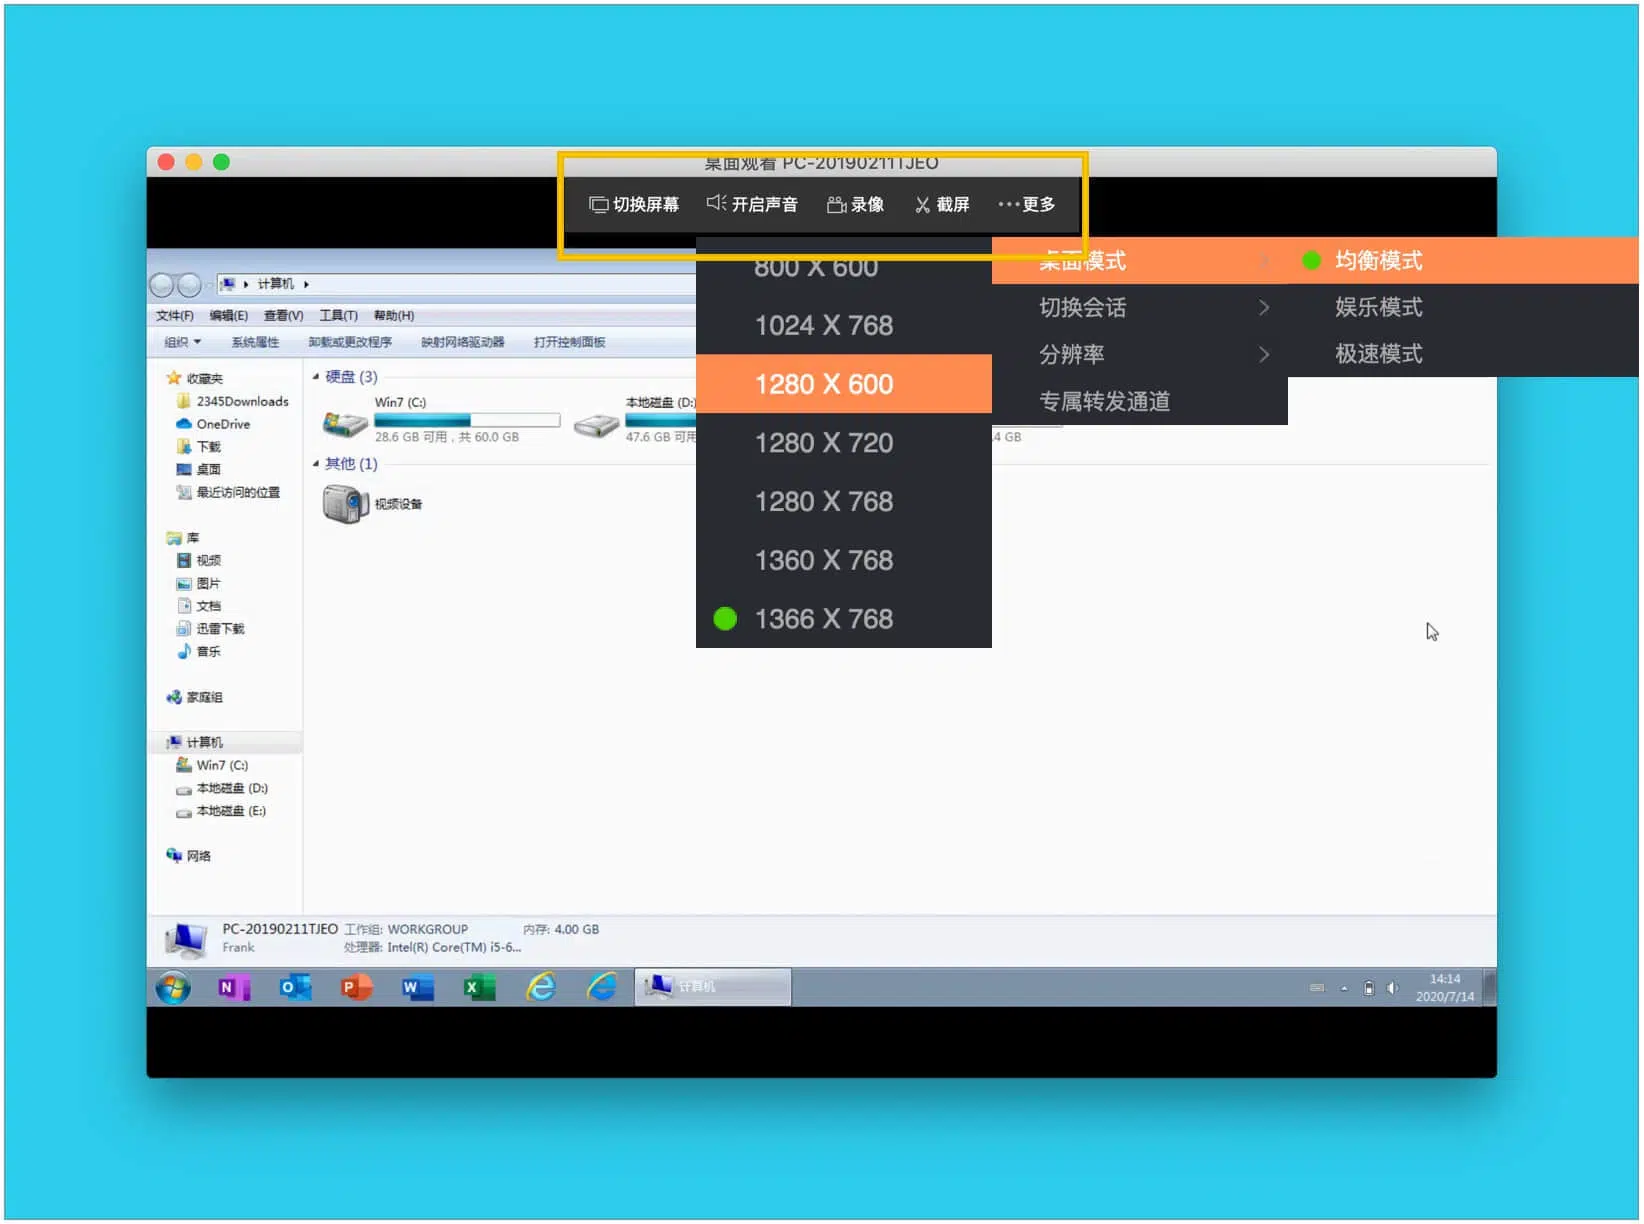 桌面观看 PC-20190211TJEO
切换屏幕 开启声音 录像 截屏 更多
800 X 600
1024 X 768
1280 X 600
1280 X 720
1280 X 768
1360 X 768
1366 X 768
桌面模式
切换会话
分辨率
专属转发通道
均衡模式
娱乐模式
极速模式
计算机
文件(F) 编辑(E) 查看(V) 工具(T) 帮助(H)
组织 系统属性 卸载或更改程序 映射网络驱动器 打开控制面板
收藏夹
2345Downloads
OneDrive
下载
桌面
最近访问的位置
库
视频
图片
文档
迅雷下载
音乐
家庭组
计算机
Win7 (C:)
本地磁盘 (D:)
本地磁盘 (E:)
网络
硬盘 (3)
Win7 (C:)
28.6 GB 可用，共 60.0 GB
本地磁盘 (D:)
47.6 GB 可用
4 GB
其他 (1)
视频设备
PC-20190211TJEO 工作组: WORKGROUP 内存: 4.00 GB
Frank 处理器: Intel(R) Core(TM) i5-6...
计算机
14:14
2020/7/14